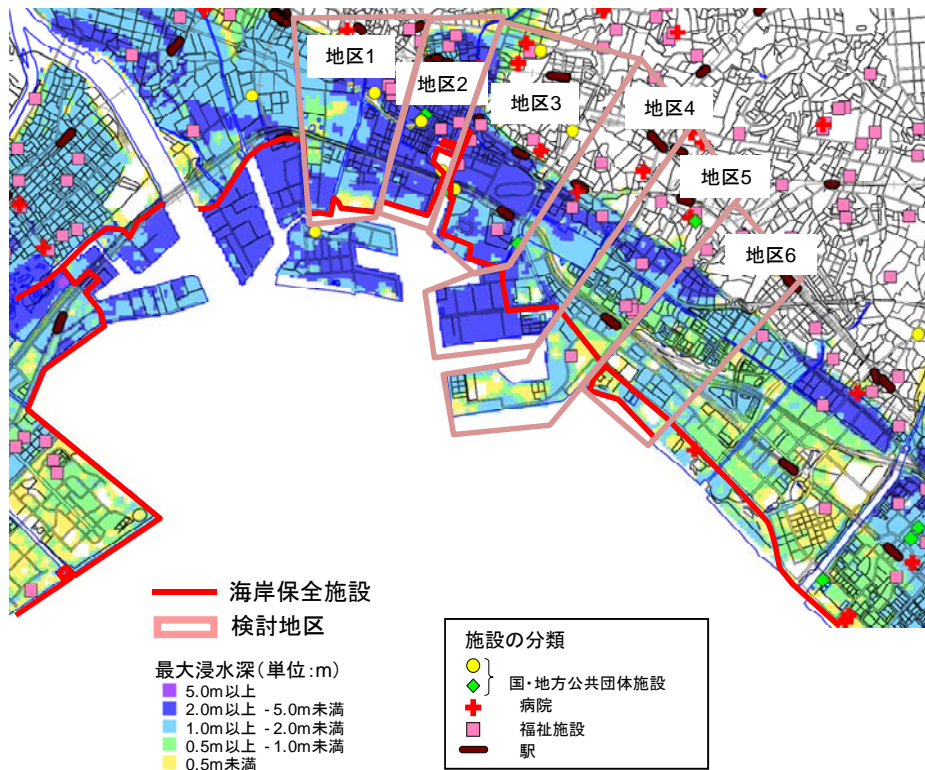 地区1
地区2
地区3
地区4
地区5
地区6
海岸保全施設
検討地区
最大浸水深(単位:m)
5.0m以上
2.0m以上 - 5.0m未満
1.0m以上 - 2.0m未満
0.5m以上 - 1.0m未満
0.5m未満
施設の分類
国・地方公共団体施設
病院
福祉施設
駅